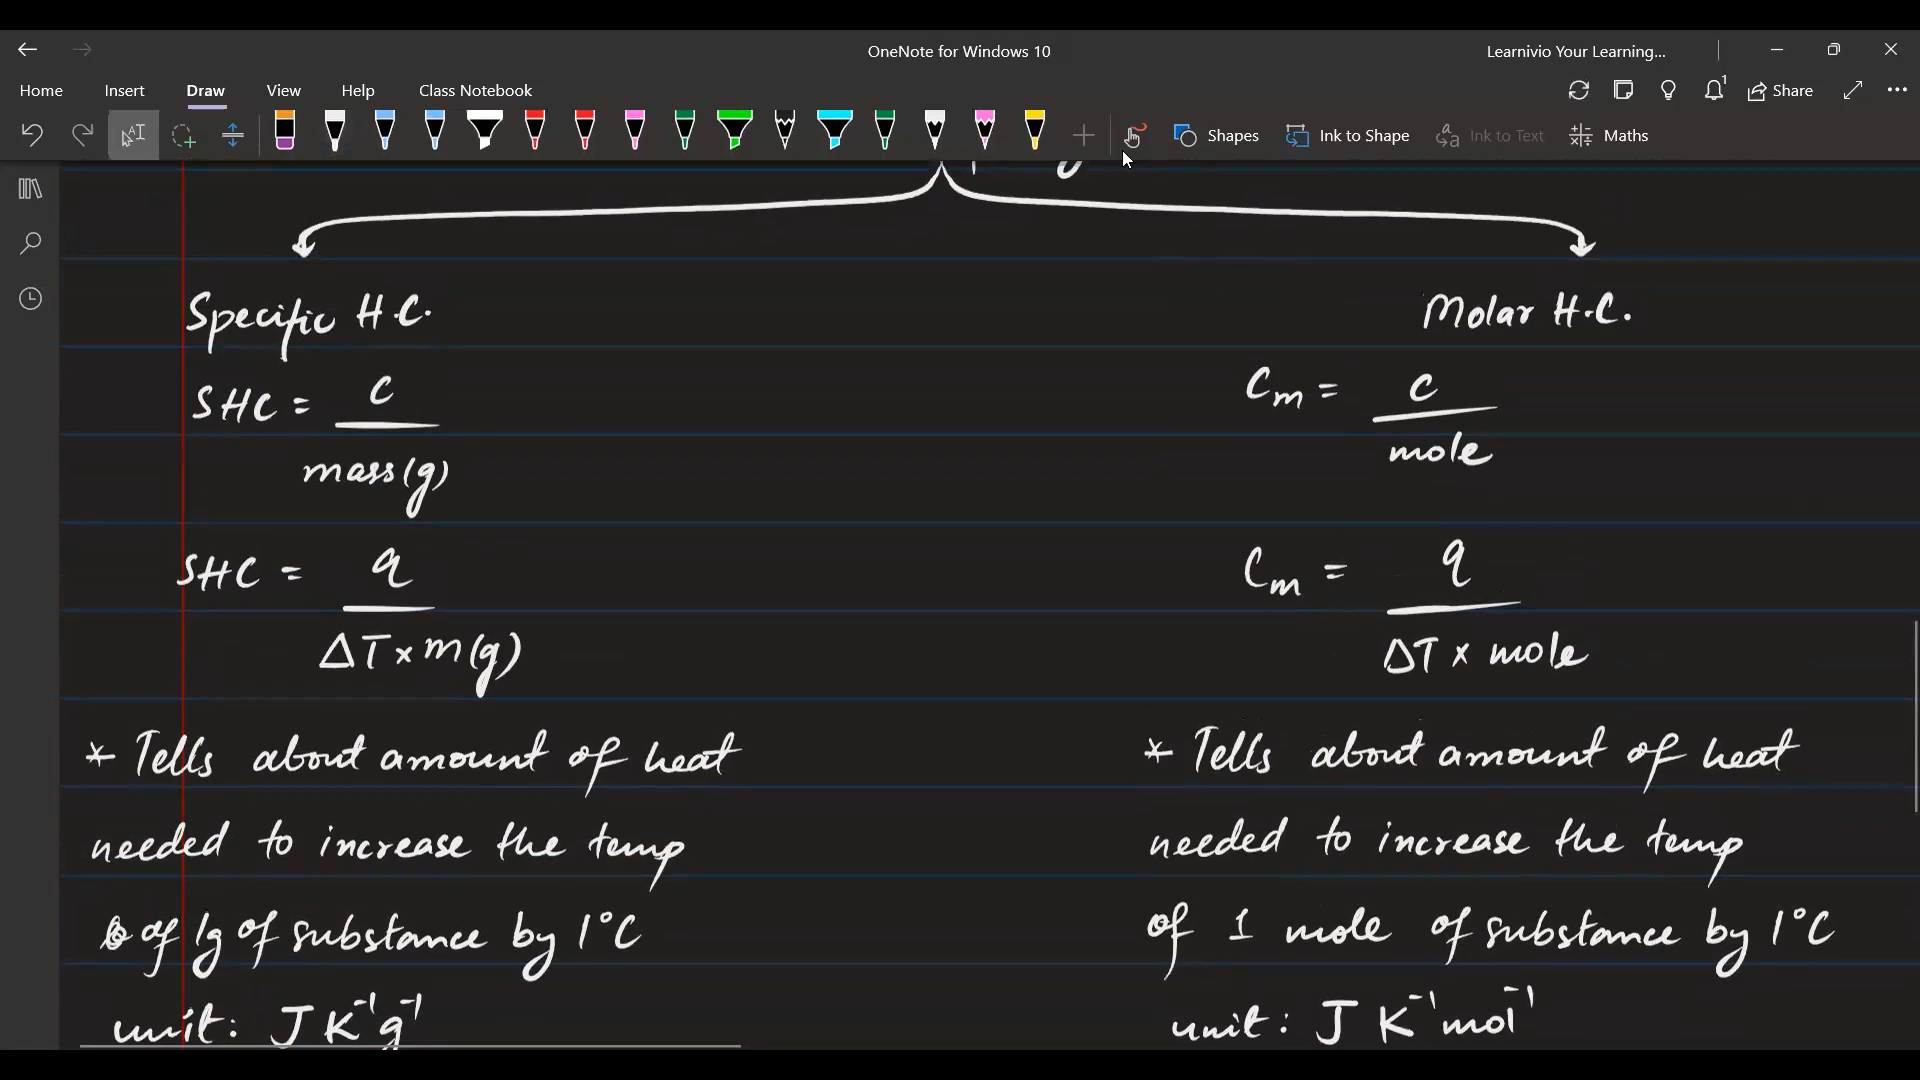 OneNote for Windows 10
Learnivio Your Learning...
Home Insert Draw View Help Class Notebook
1 Share
Shapes Ink to Shape Ink to Text Maths
Specific H.C.
SHC = C
mass(g)
SHC = q
ΔT × m(g)
* Tells about amount of heat
needed to increase the temp
of 1g of substance by 1°C
unit: J K⁻¹g⁻¹
Molar H.C.
Cm = C
mole
Cm = q
ΔT × mole
* Tells about amount of heat
needed to increase the temp
of 1 mole of substance by 1°C
unit: J K⁻¹mol⁻¹